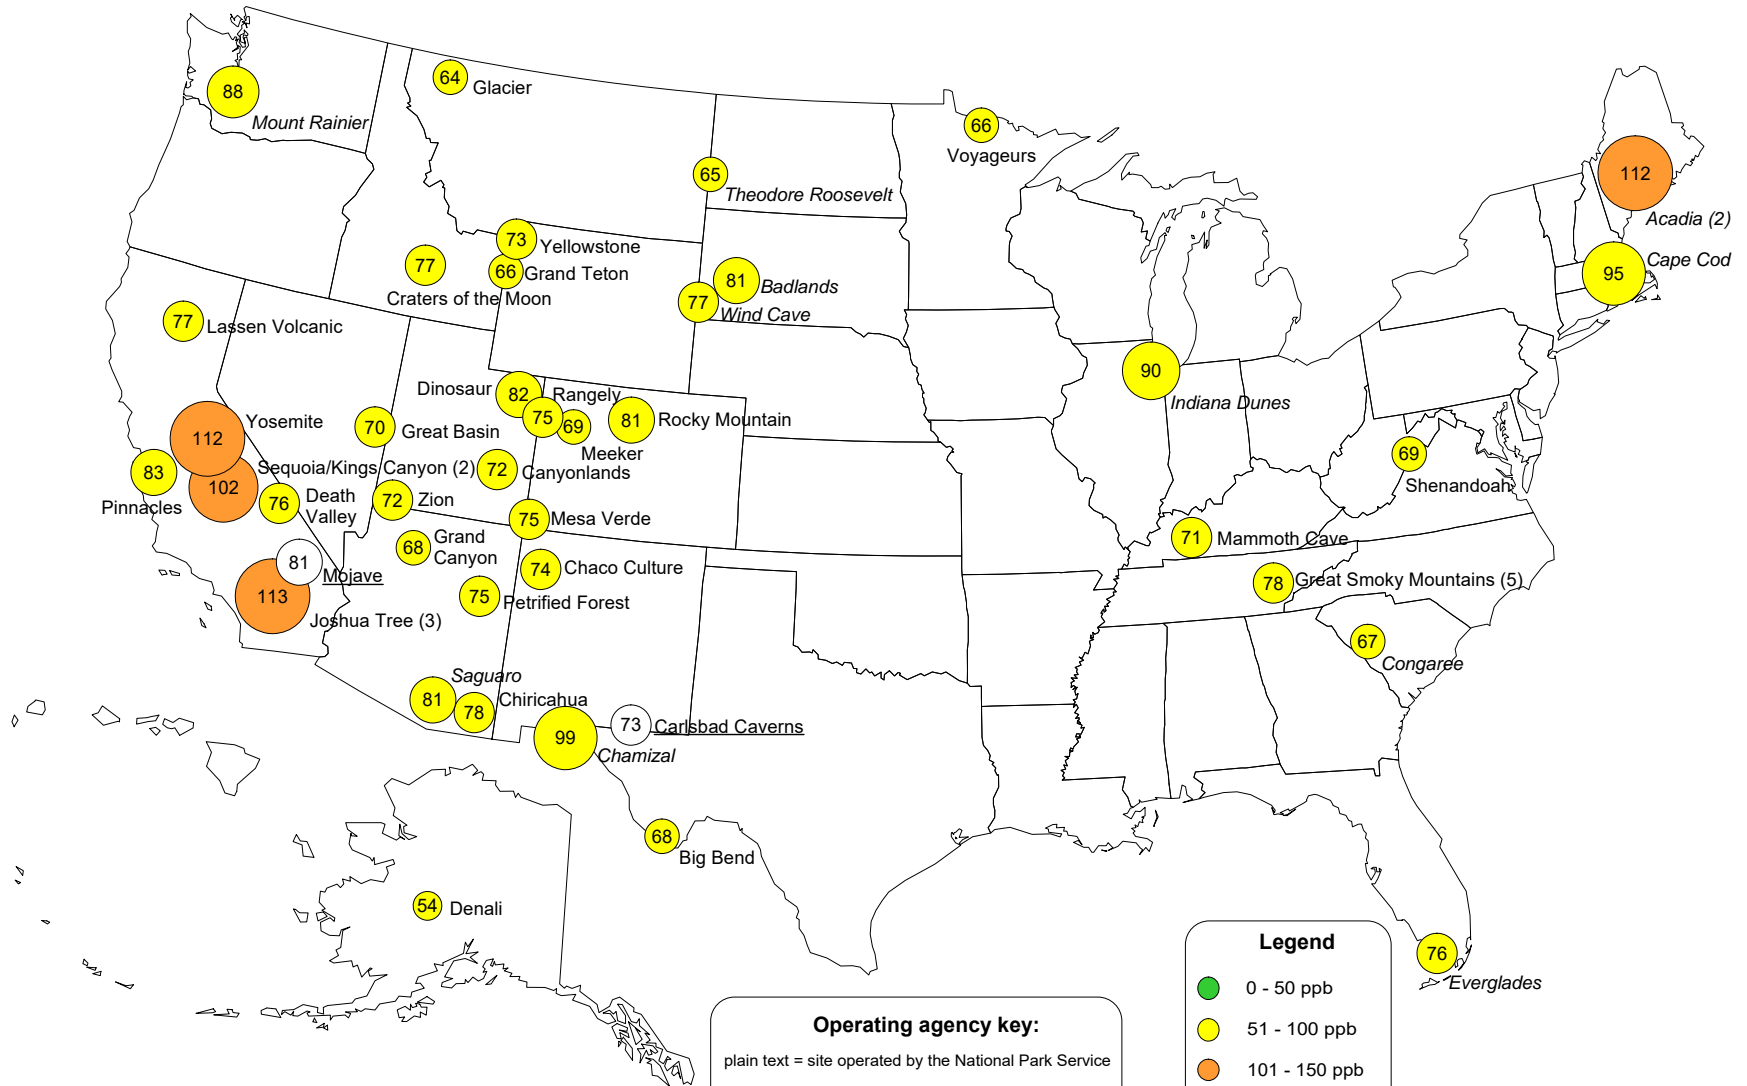 64
Glacier
88
Mount Rainier
66
Voyageurs
65
Theodore Roosevelt
112
Acadia (2)
73
Yellowstone
77
Craters of the Moon
66
Grand Teton
81
Badlands
77
Wind Cave
95
Cape Cod
77
Lassen Volcanic
90
Indiana Dunes
Dinosaur
82
Rangely
75
69
Meeker
81
Rocky Mountain
Yosemite
112
70
Great Basin
Sequoia/Kings Canyon (2)
102
83
Pinnacles
76
Death
Valley
72
Canyonlands
72
Zion
69
Shenandoah
75
Mesa Verde
68
Grand
Canyon
71
Mammoth Cave
81
Mojave
74
Chaco Culture
113
Joshua Tree (3)
75
Petrified Forest
78
Great Smoky Mountains (5)
67
Congaree
Saguaro
81
78
Chiricahua
99
Chamizal
73
Carlsbad Caverns
68
Big Bend
54
Denali
76
Everglades
Operating agency key:
plain text = site operated by the National Park Service
Legend
0 - 50 ppb
51 - 100 ppb
101 - 150 ppb